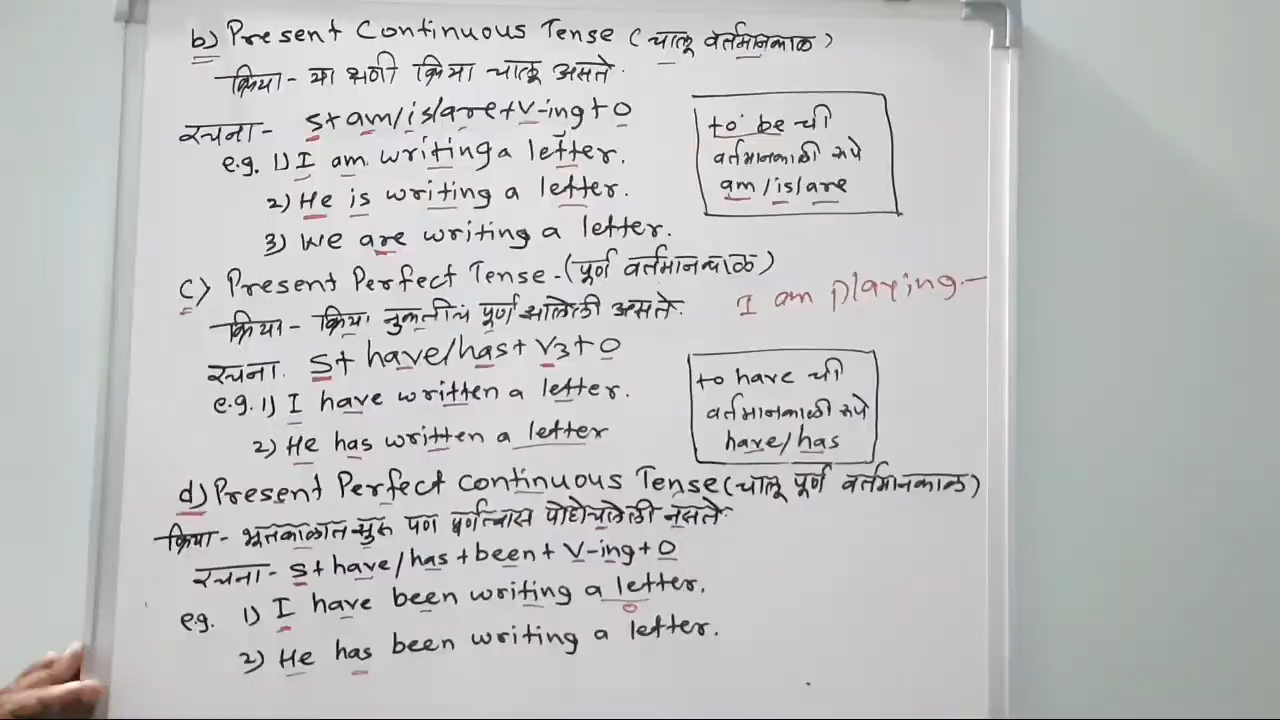 b) Present Continuous Tense (चालू वर्तमानकाळ)
क्रिया - या क्षणी क्रिया चालू असते.
रचना - S+am/is/are+V-ing+O
e.g. 1) I am writing a letter.
2) He is writing a letter.
3) We are writing a letter.
to be ची
वर्तमानकाळी रुपे
am/is/are
c) Present Perfect Tense - (पूर्ण वर्तमानकाळ)
क्रिया - क्रिया नुकतीच पूर्ण झालेली असते.
रचना. S+ have/has+ V3+O
e.g. 1) I have written a letter.
2) He has written a letter
I am playing.-
to have ची
वर्तमानकाळी रुपे
have/has
d) Present Perfect continuous Tense (चालू पूर्ण वर्तमानकाळ)
क्रिया - भूतकाळात सुरू पण पूर्णत्वास पोहोचलेली नसते.
रचना - S+have/has+been+ V-ing+O
e.g. 1) I have been writing a letter.
2) He has been writing a letter.